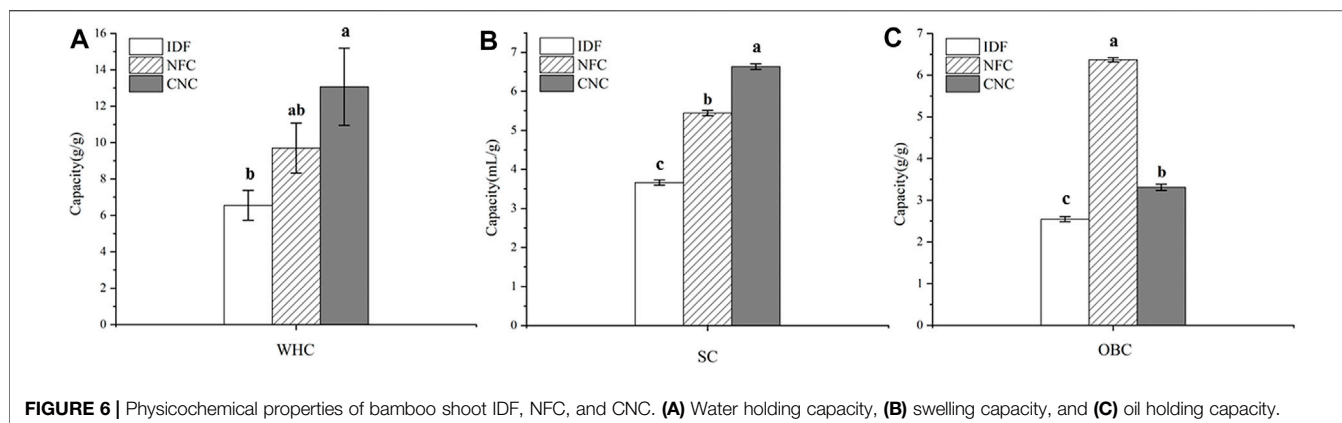 A
IDF
NFC
CNC
Capacity(g/g)
16
14
12
10
8
6
4
2
0
b
ab
a
WHC
B
IDF
NFC
CNC
Capacity(mL/g)
7
6
5
4
3
2
1
0
c
b
a
SC
C
IDF
NFC
CNC
Capacity(g/g)
7
6
5
4
3
2
1
0
c
a
b
OBC
FIGURE 6 | Physicochemical properties of bamboo shoot IDF, NFC, and CNC. (A) Water holding capacity, (B) swelling capacity, and (C) oil holding capacity.